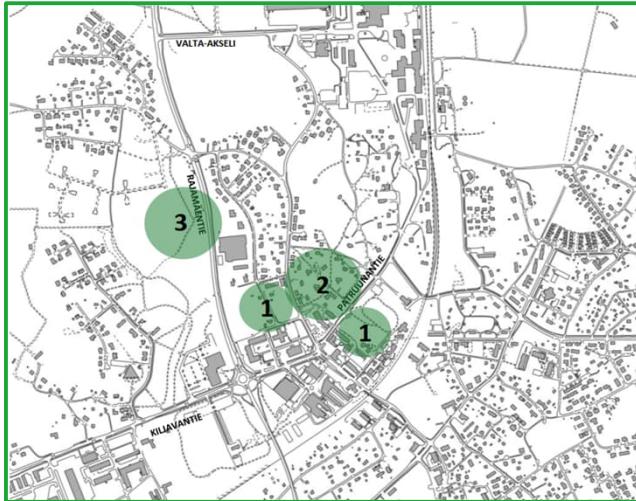 VALTA-AKSELI
RAJAMÄENTIE
3
2
PATRUUNANTIE
1
1
KILJAVANTIE